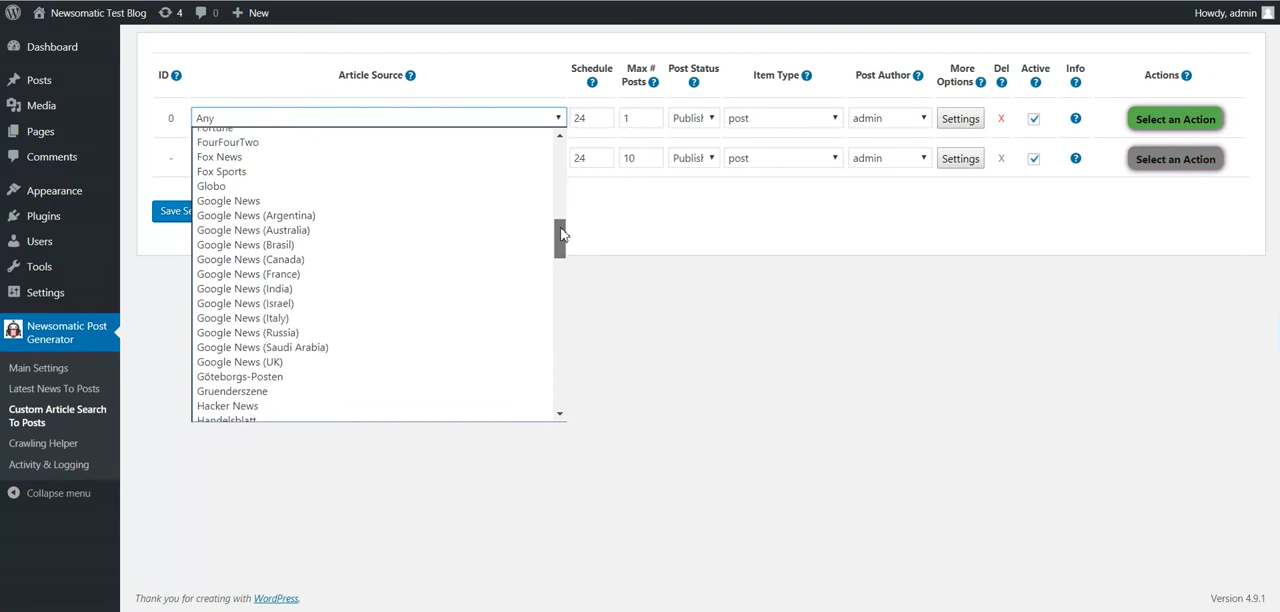 Newsomatic Test Blog 4 0 New Howdy, admin
Dashboard
Posts
Media
Pages
Comments
Appearance
Plugins
Users
Tools
Settings
Newsomatic Post
Generator
Main Settings
Latest News To Posts
Custom Article Search
To Posts
Crawling Helper
Activity & Logging
Collapse menu
ID ? Article Source ? Schedule ? Max # Posts ? Post Status ? Item Type ? Post Author ? More Options ? Del ? Active ? Info ? Actions ?
0 Any 24 1 Publish post admin Settings X ? Select an Action
- 24 10 Publish post admin Settings X ? Select an Action
Save Se
Fortune
FourFourTwo
Fox News
Fox Sports
Globo
Google News
Google News (Argentina)
Google News (Australia)
Google News (Brasil)
Google News (Canada)
Google News (France)
Google News (India)
Google News (Israel)
Google News (Italy)
Google News (Russia)
Google News (Saudi Arabia)
Google News (UK)
Göteborgs-Posten
Gruenderszene
Hacker News
Handelsblatt
Thank you for creating with WordPress. Version 4.9.1